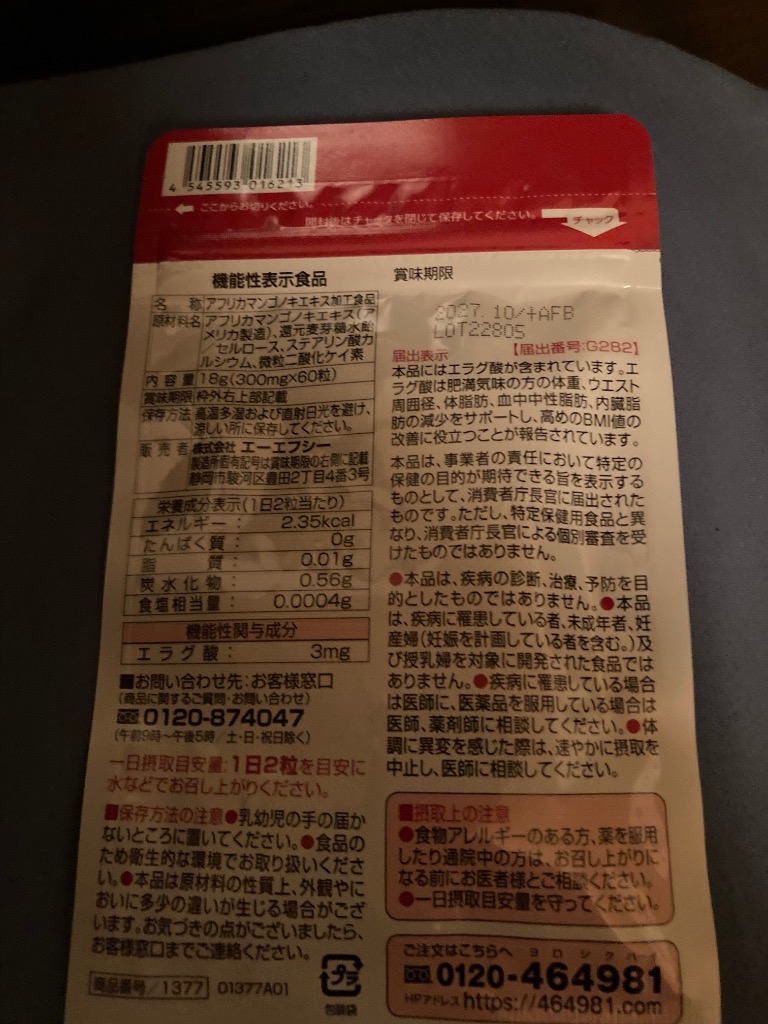 4 545593 016213
ここからお切りください。
開封後はチャックを閉じて保存してください。
チャック
機能性表示食品
名 称 アフリカマンゴノキエキス加工食品
原材料名 アフリカマンゴノキエキス(ア
メリカ製造)、還元麦芽糖水飴
/セルロース、ステアリン酸カ
ルシウム、微粒二酸化ケイ素
内容量 18g(300mg×60粒)
賞味期限 枠外右上部記載
保存方法 高温多湿および直射日光を避け、
涼しい所に保存してください。
販売者 株式会社 エーエフシー
製造所固有記号は賞味期限の右側に記載
静岡市駿河区豊田2丁目4番3号
栄養成分表示(1日2粒当たり)
エネルギー: 2.35kcal
たんぱく質: 0g
脂質: 0.01g
炭水化物: 0.56g
食塩相当量: 0.0004g
機能性関与成分
エラグ酸: 3mg
■お問い合わせ先:お客様窓口
(商品に関するご質問・お問い合わせ)
0120-874047
(午前9時~午後5時 土・日・祝日除く)
一日摂取目安量:1日2粒を目安に
水などでお召し上がりください。
■保存方法の注意●乳幼児の手の届か
ないところに置いてください。●食品の
ため衛生的な環境でお取り扱いくださ
い。●本品は原材料の性質上、外観やに
おいに多少の違いが生じる場合がござ
います。お気づきの点がございましたら、
お客様窓口までご連絡ください。
商品番号/1377 01377A01
プラ
包装袋
賞味期限
2027.10/+AFB
LOT22805
届出表示 【届出番号:G282】
本品にはエラグ酸が含まれています。エ
ラグ酸は肥満気味の方の体重、ウエスト
周囲径、体脂肪、血中中性脂肪、内臓脂
肪の減少をサポートし、高めのBMI値の
改善に役立つことが報告されています。
本品は、事業者の責任において特定の
保健の目的が期待できる旨を表示する
ものとして、消費者庁長官に届出された
ものです。ただし、特定保健用食品と異
なり、消費者庁長官による個別審査を受
けたものではありません。
●本品は、疾病の診断、治療、予防を目
的としたものではありません。●本品
は、疾病に罹患している者、未成年者、妊
産婦(妊娠を計画している者を含む。)及
び授乳婦を対象に開発された食品では
ありません。●疾病に罹患している場合
は医師に、医薬品を服用している場合は
医師、薬剤師に相談してください。●体
調に異変を感じた際は、速やかに摂取を
中止し、医師に相談してください。
■摂取上の注意
●食物アレルギーのある方、薬を服用
したり通院中の方は、お召し上がりに
なる前にお医者様とご相談ください。
●一日摂取目安量を守ってください。
ご注文はこちらへ ヨロシクハイ
0120-464981
HPアドレス https://464981.com